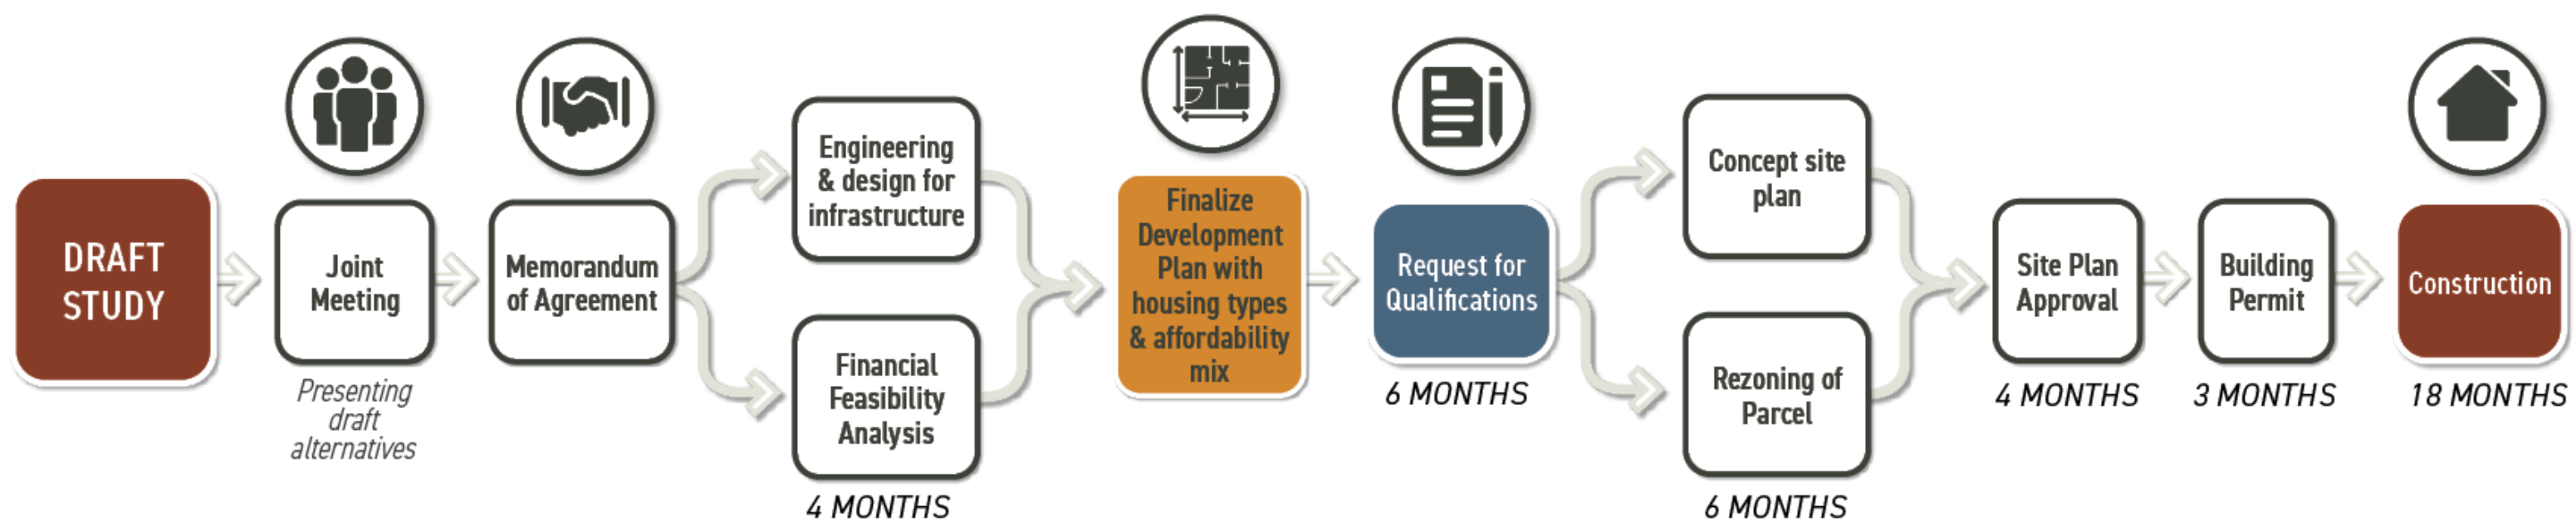 DRAFT
STUDY
Joint
Meeting
Presenting
draft
alternatives
Memorandum
of Agreement
Engineering
& design for
infrastructure
Financial
Feasibility
Analysis
4 MONTHS
Finalize
Development
Plan with
housing types
& affordability
mix
Request for
Qualifications
6 MONTHS
Concept site
plan
Rezoning of
Parcel
6 MONTHS
Site Plan
Approval
4 MONTHS
Building
Permit
3 MONTHS
Construction
18 MONTHS